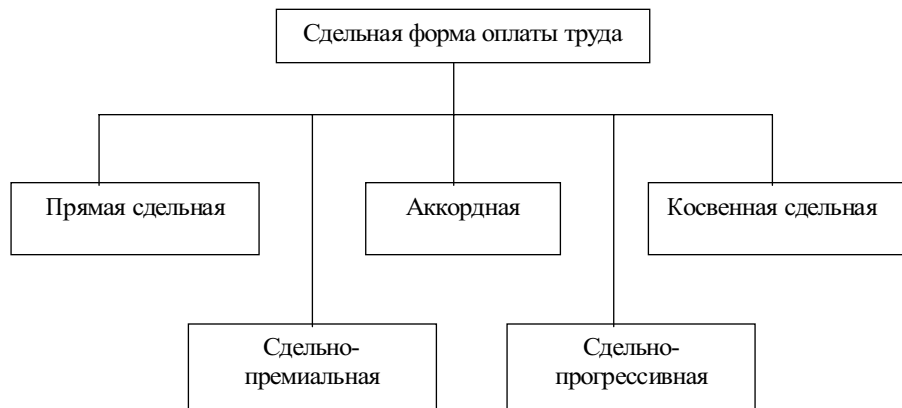 Сдельная форма оплаты труда
Прямая сдельная
Аккордная
Косвенная сдельная
Сдельно-
премиальная
Сдельно-
прогрессивная